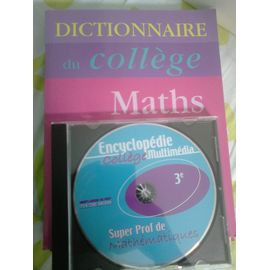 DICTIONNAIRE
du collège
Maths
Encyclopédie
Collège Multimédia
3e
Super Prof de
Mathématiques